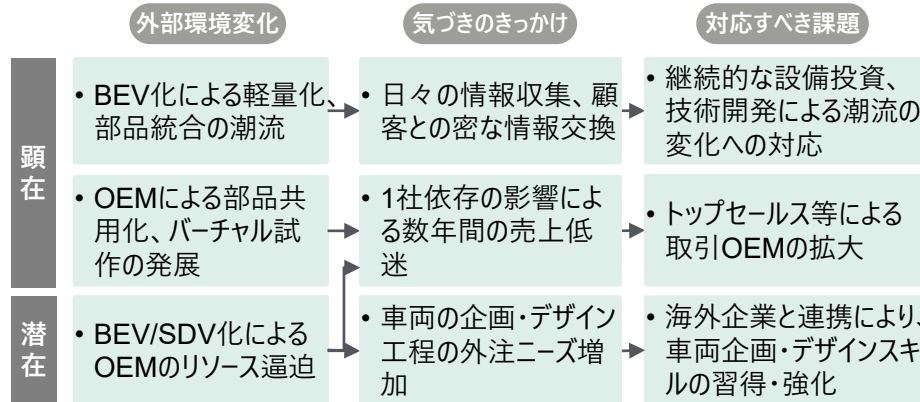 外部環境変化
気づきのきっかけ
対応すべき課題
顕在
• BEV化による軽量化、
部品統合の潮流
• 日々の情報収集、顧
客との密な情報交換
• 継続的な設備投資、
技術開発による潮流の
変化への対応
• OEMによる部品共
用化、バーチャル試
作の発展
• 1社依存の影響によ
る数年間の売上低
迷
• トップセールス等による
取引OEMの拡大
潜在
• BEV/SDV化による
OEMのリソース逼迫
• 車両の企画・デザイン
工程の外注ニーズ増
加
• 海外企業と連携により、
車両企画・デザインスキ
ルの習得・強化